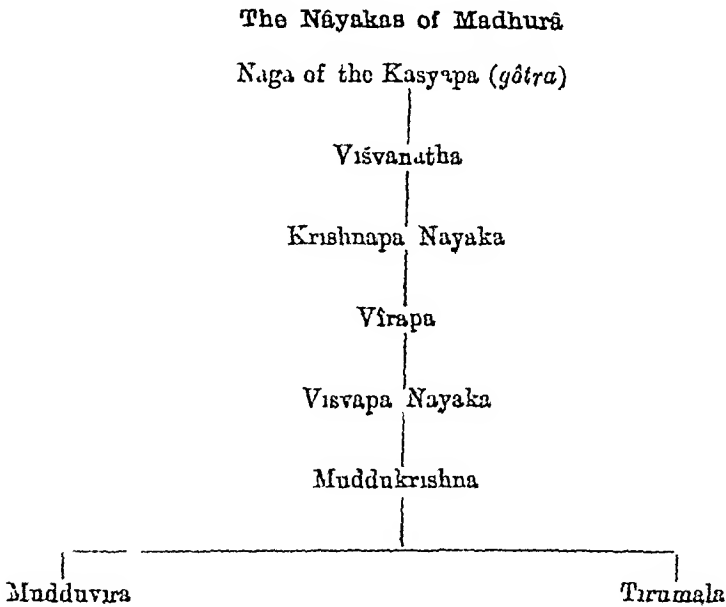 The Nâyakas of Madhurâ
Naga of the Kasyapa (gôtra)
Viśvanatha
Krishnapa Nayaka
Vîrapa
Visvapa Nayaka
Muddukrishna
Mudduvira Tirumala